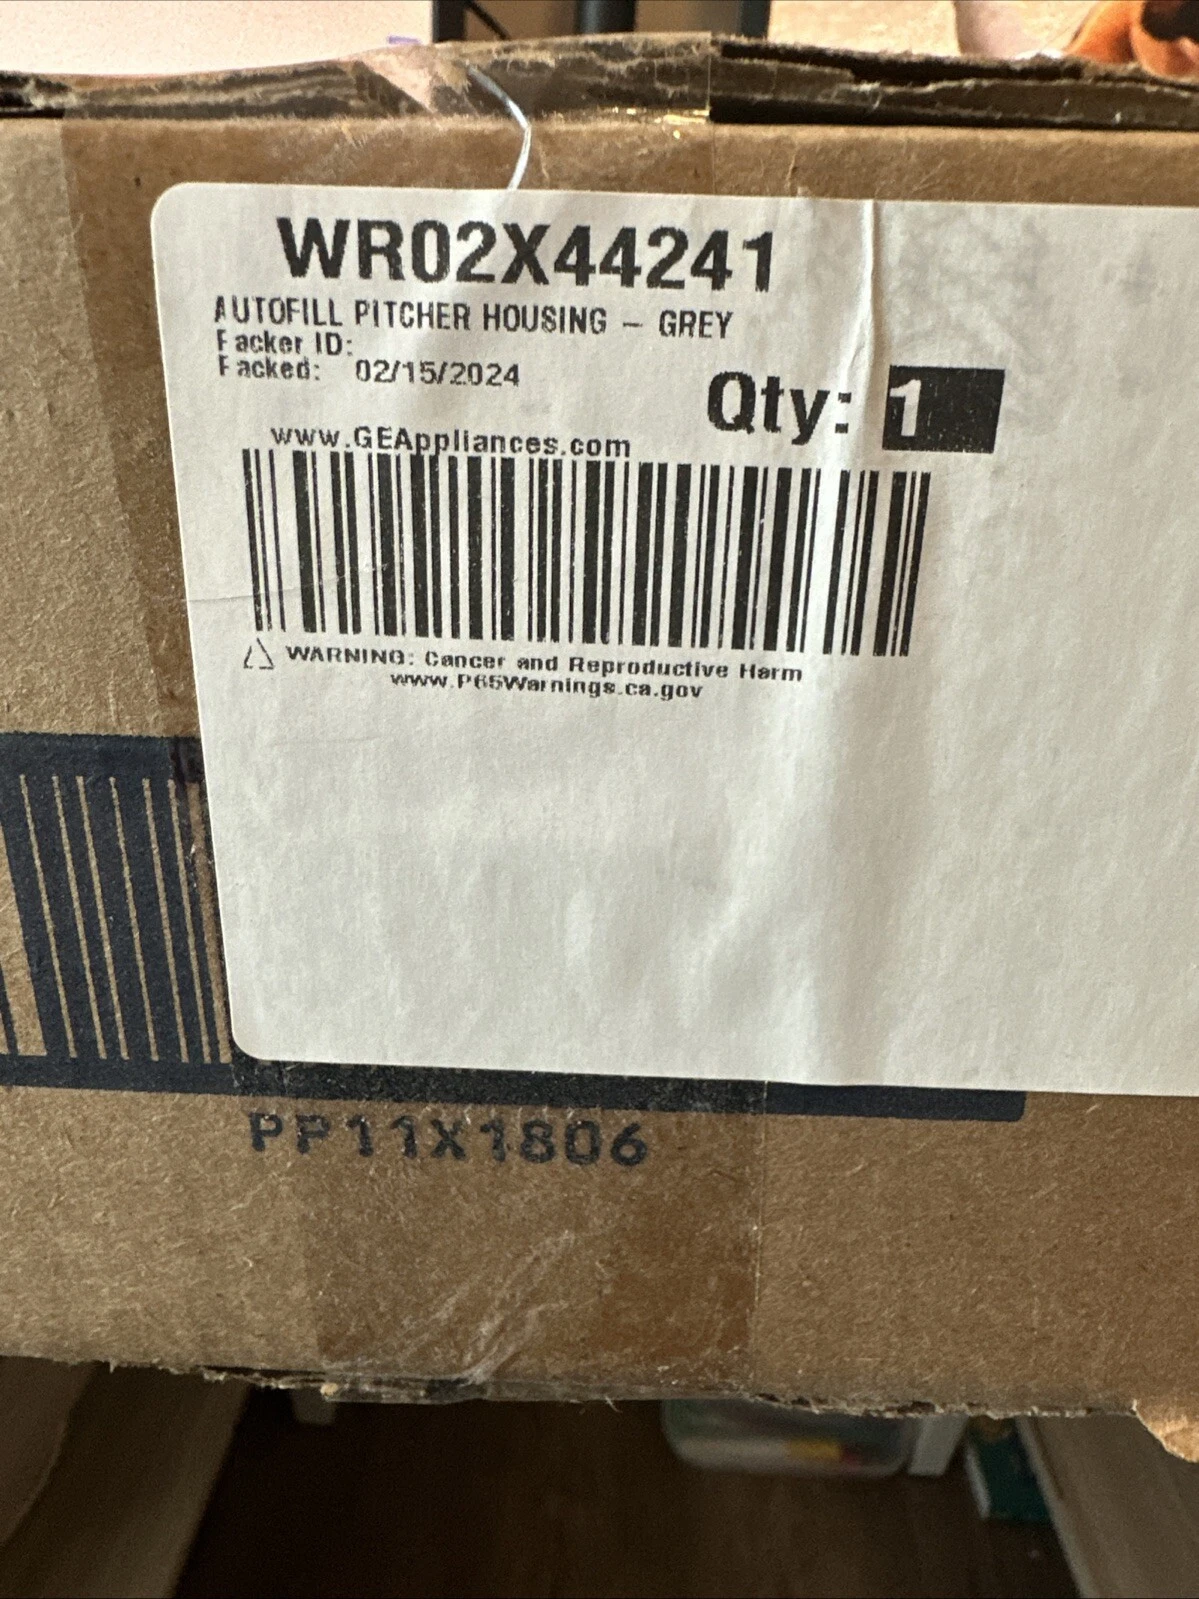 WR02X44241
AUTOFILL PITCHER HOUSING – GREY
Packer ID:
Packed: 02/15/2024
Qty: 1
www.GEAppliances.com
WARNING: Cancer and Reproductive Harm
www.P65Warnings.ca.gov
PP11X1806